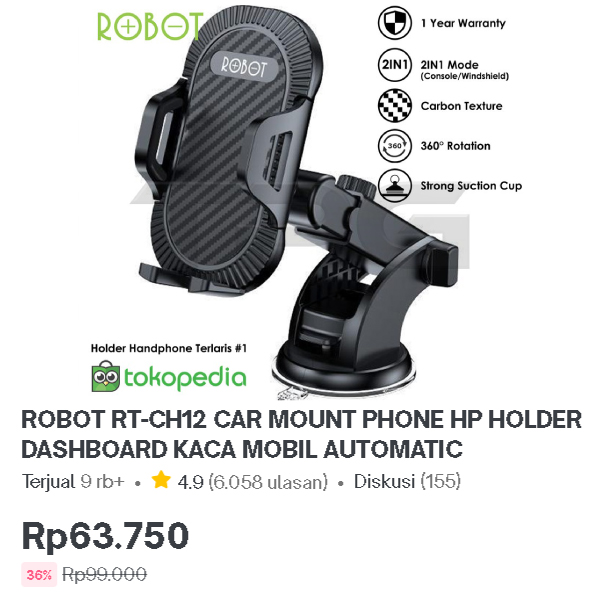 ROBOT
ROBOT
1 Year Warranty
2IN1
2IN1 Mode
(Console/Windshield)
Carbon Texture
360°
360° Rotation
Strong Suction Cup
Holder Handphone Terlaris #1
tokopedia
ROBOT RT-CH12 CAR MOUNT PHONE HP HOLDER
DASHBOARD KACA MOBIL AUTOMATIC
Terjual 9 rb+ • 4.9 (6.058 ulasan) • Diskusi (155)
Rp63.750
36% Rp99.000